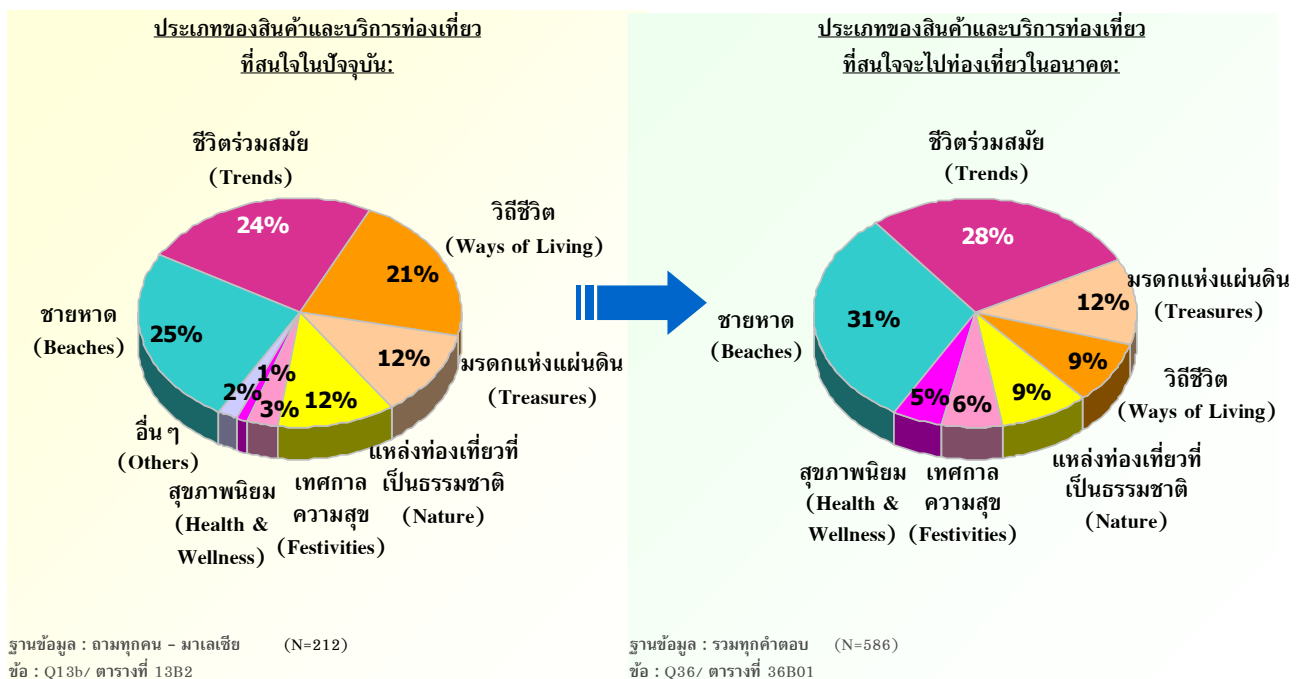 ประเภทของสินค้าและบริการท่องเที่ยว
ที่สนใจในปัจจุบัน:
ชีวิตร่วมสมัย
(Trends)
24%
วิถีชีวิต
(Ways of Living)
21%
ชายหาด
(Beaches)
25%
มรดกแห่งแผ่นดิน
(Treasures)
12%
1%
2%
3%
12%
อื่น ๆ
(Others)
สุขภาพนิยม
(Health &
Wellness)
เทศกาล
ความสุข
(Festivities)
แหล่งท่องเที่ยวที่
เป็นธรรมชาติ
(Nature)
ฐานข้อมูล : ถามทุกคน - มาเลเซีย (N=212)
ข้อ : Q13b/ ตารางที่ 13B2
ประเภทของสินค้าและบริการท่องเที่ยว
ที่สนใจจะไปท่องเที่ยวในอนาคต:
ชีวิตร่วมสมัย
(Trends)
28%
มรดกแห่งแผ่นดิน
(Treasures)
12%
ชายหาด
(Beaches)
31%
9%
วิถีชีวิต
(Ways of Living)
5%
6%
9%
สุขภาพนิยม
(Health &
Wellness)
เทศกาล
ความสุข
(Festivities)
แหล่งท่องเที่ยวที่
เป็นธรรมชาติ
(Nature)
ฐานข้อมูล : รวมทุกคำตอบ (N=586)
ข้อ : Q36/ ตารางที่ 36B01